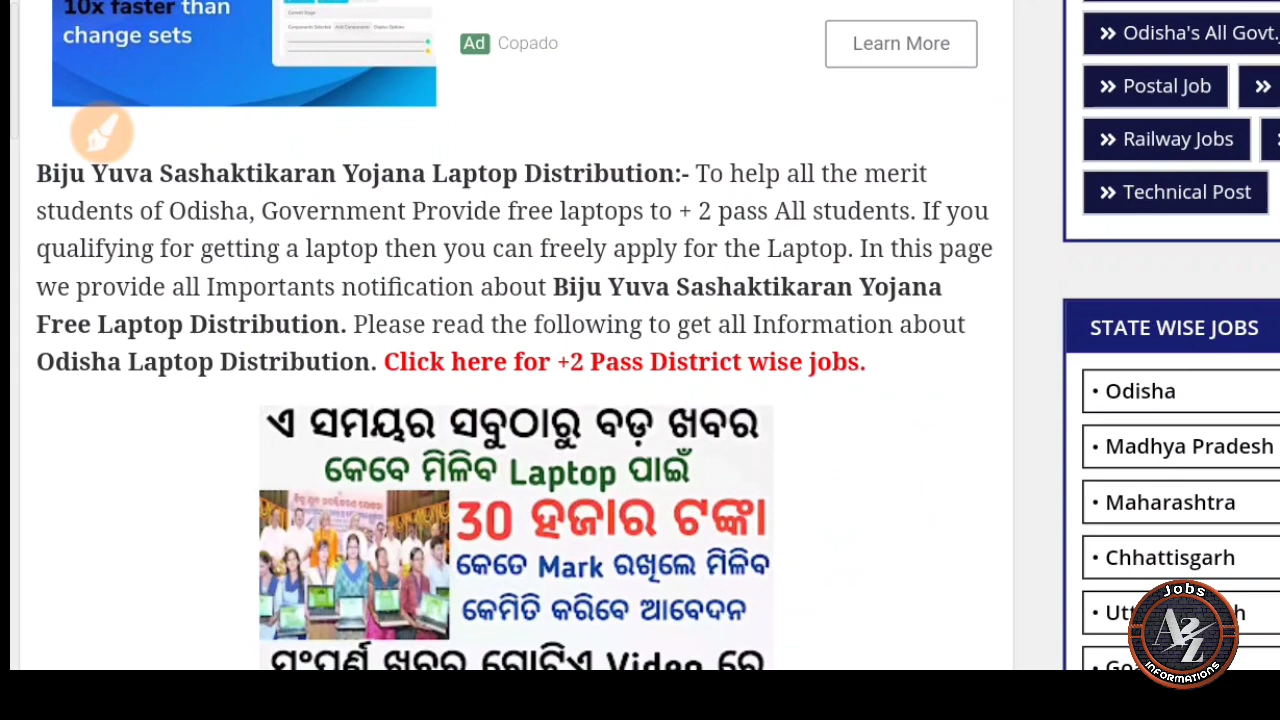 10x faster than
change sets
Ad Copado
Learn More
Biju Yuva Sashaktikaran Yojana Laptop Distribution:- To help all the merit
students of Odisha, Government Provide free laptops to + 2 pass All students. If you
qualifying for getting a laptop then you can freely apply for the Laptop. In this page
we provide all Importants notification about Biju Yuva Sashaktikaran Yojana
Free Laptop Distribution. Please read the following to get all Information about
Odisha Laptop Distribution. Click here for +2 Pass District wise jobs.
ଏ ସମୟର ସବୁଠାରୁ ବଡ଼ ଖବର
କେବେ ମିଳିବ Laptop ପାଇଁ
30 ହଜାର ଟଙ୍କା
କେତେ Mark ରଖିଲେ ମିଳିବ
କେମିତି କରିବେ ଆବେଦନ
Video ରେ
» Odisha's All Govt.
» Postal Job »
» Railway Jobs
» Technical Post
STATE WISE JOBS
• Odisha
• Madhya Pradesh
• Maharashtra
• Chhattisgarh
Jobs
A2Z
INFORMATIONS